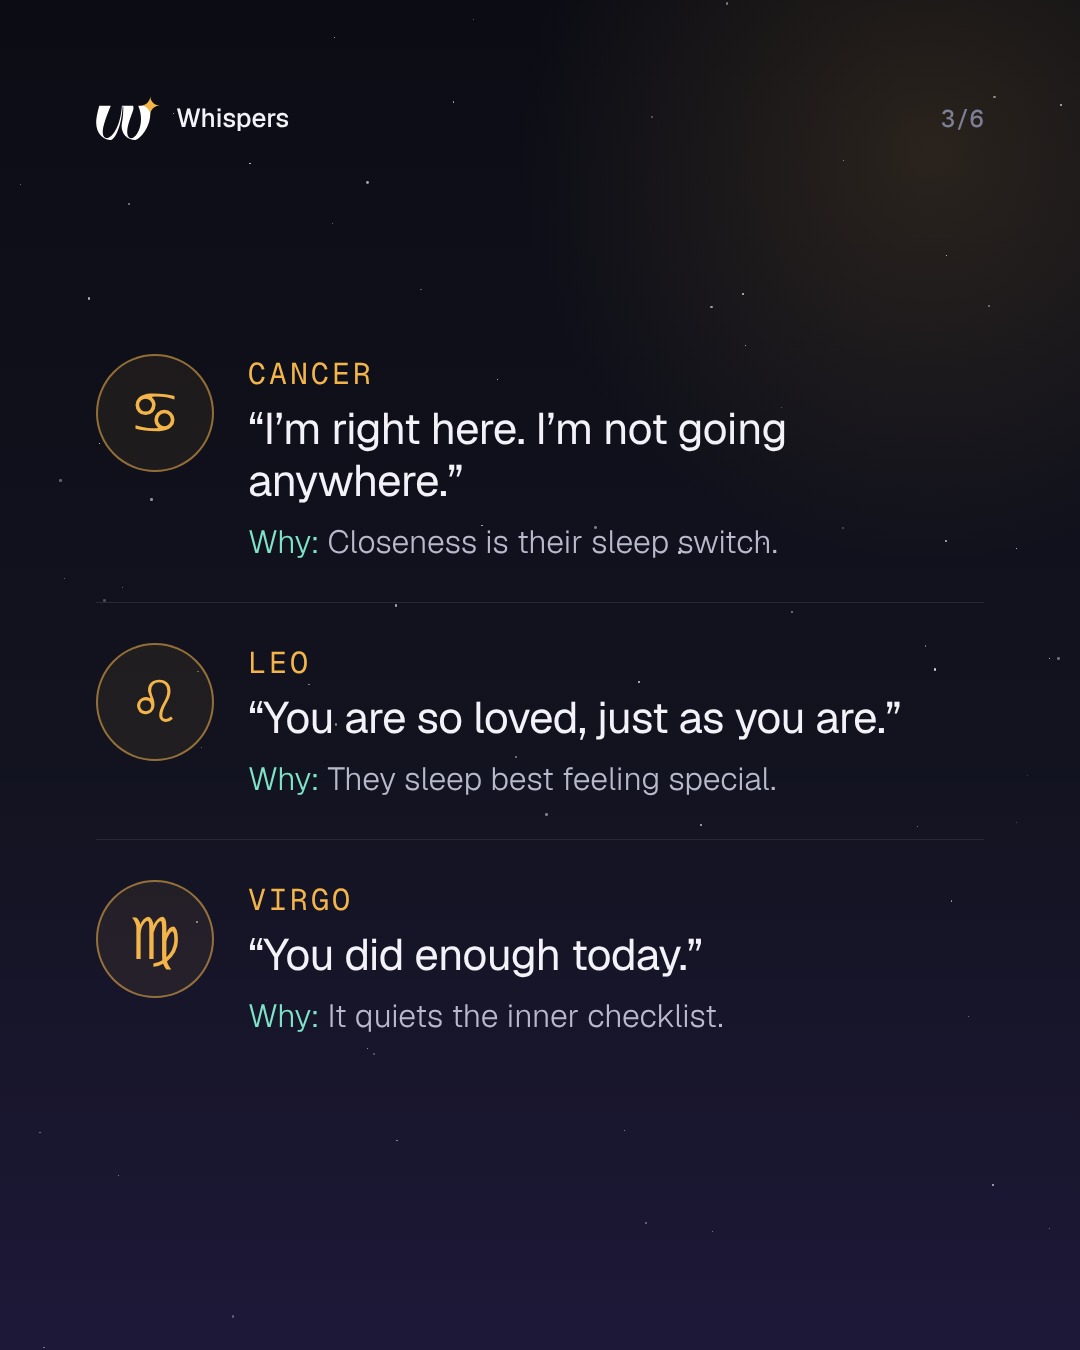 Whispers
3/6
CANCER
“I’m right here. I’m not going
anywhere.”
Why: Closeness is their sleep switch.
LEO
“You are so loved, just as you are.”
Why: They sleep best feeling special.
VIRGO
“You did enough today.”
Why: It quiets the inner checklist.